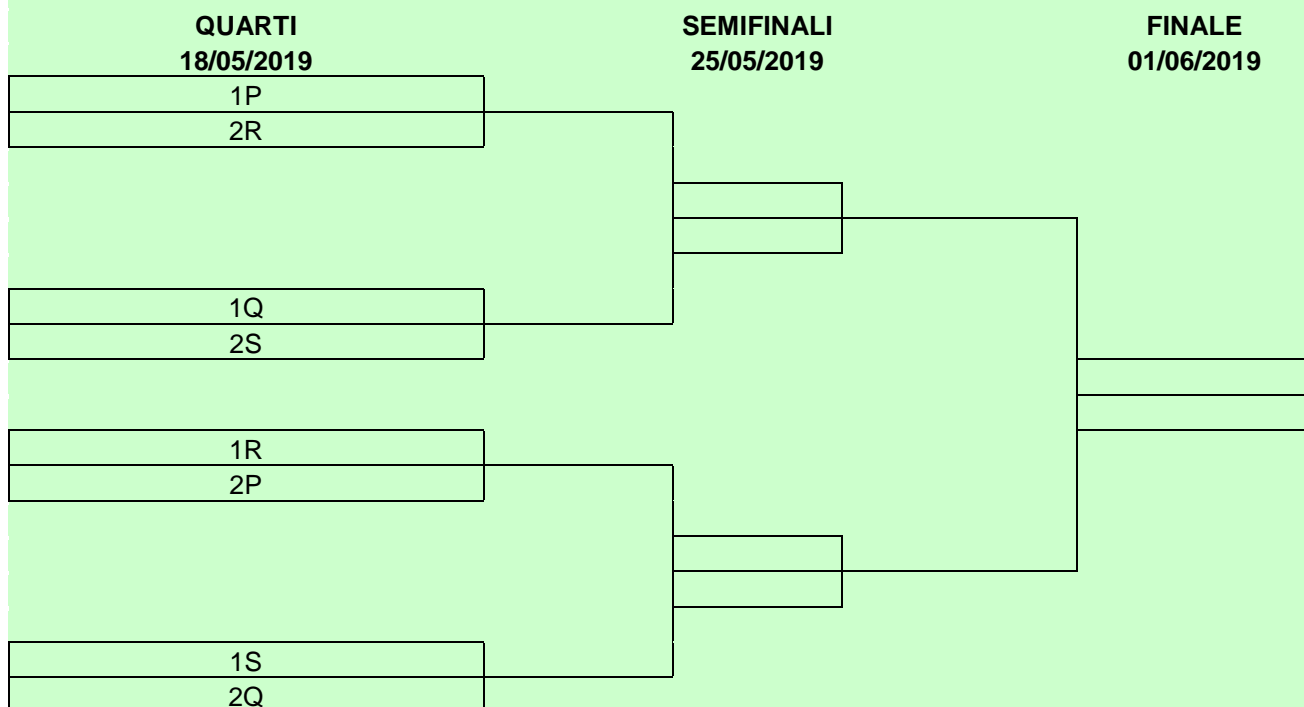 QUARTI
18/05/2019
SEMIFINALI
25/05/2019
FINALE
01/06/2019
1P
2R
1Q
2S
1R
2P
1S
2Q